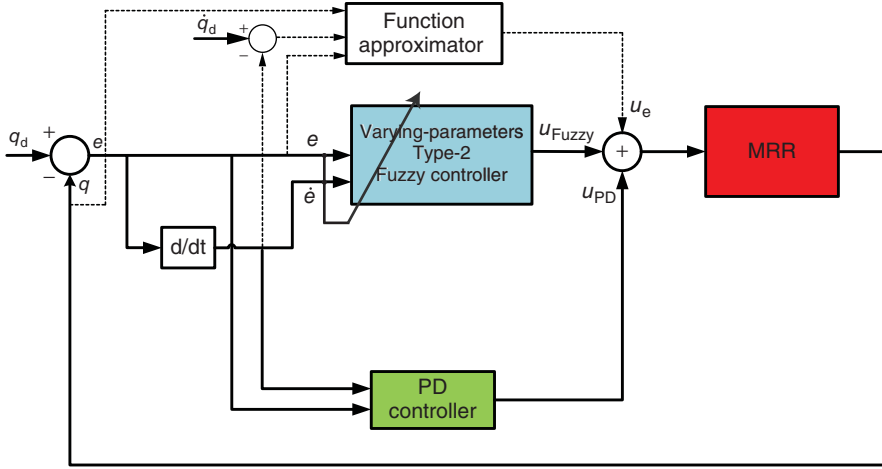 q̇d
+
−
Function
approximator
ue
+
qd
−
e
q
e
ė
Varying-parameters
Type-2
Fuzzy controller
uFuzzy
+
uPD
MRR
d/dt
PD
controller